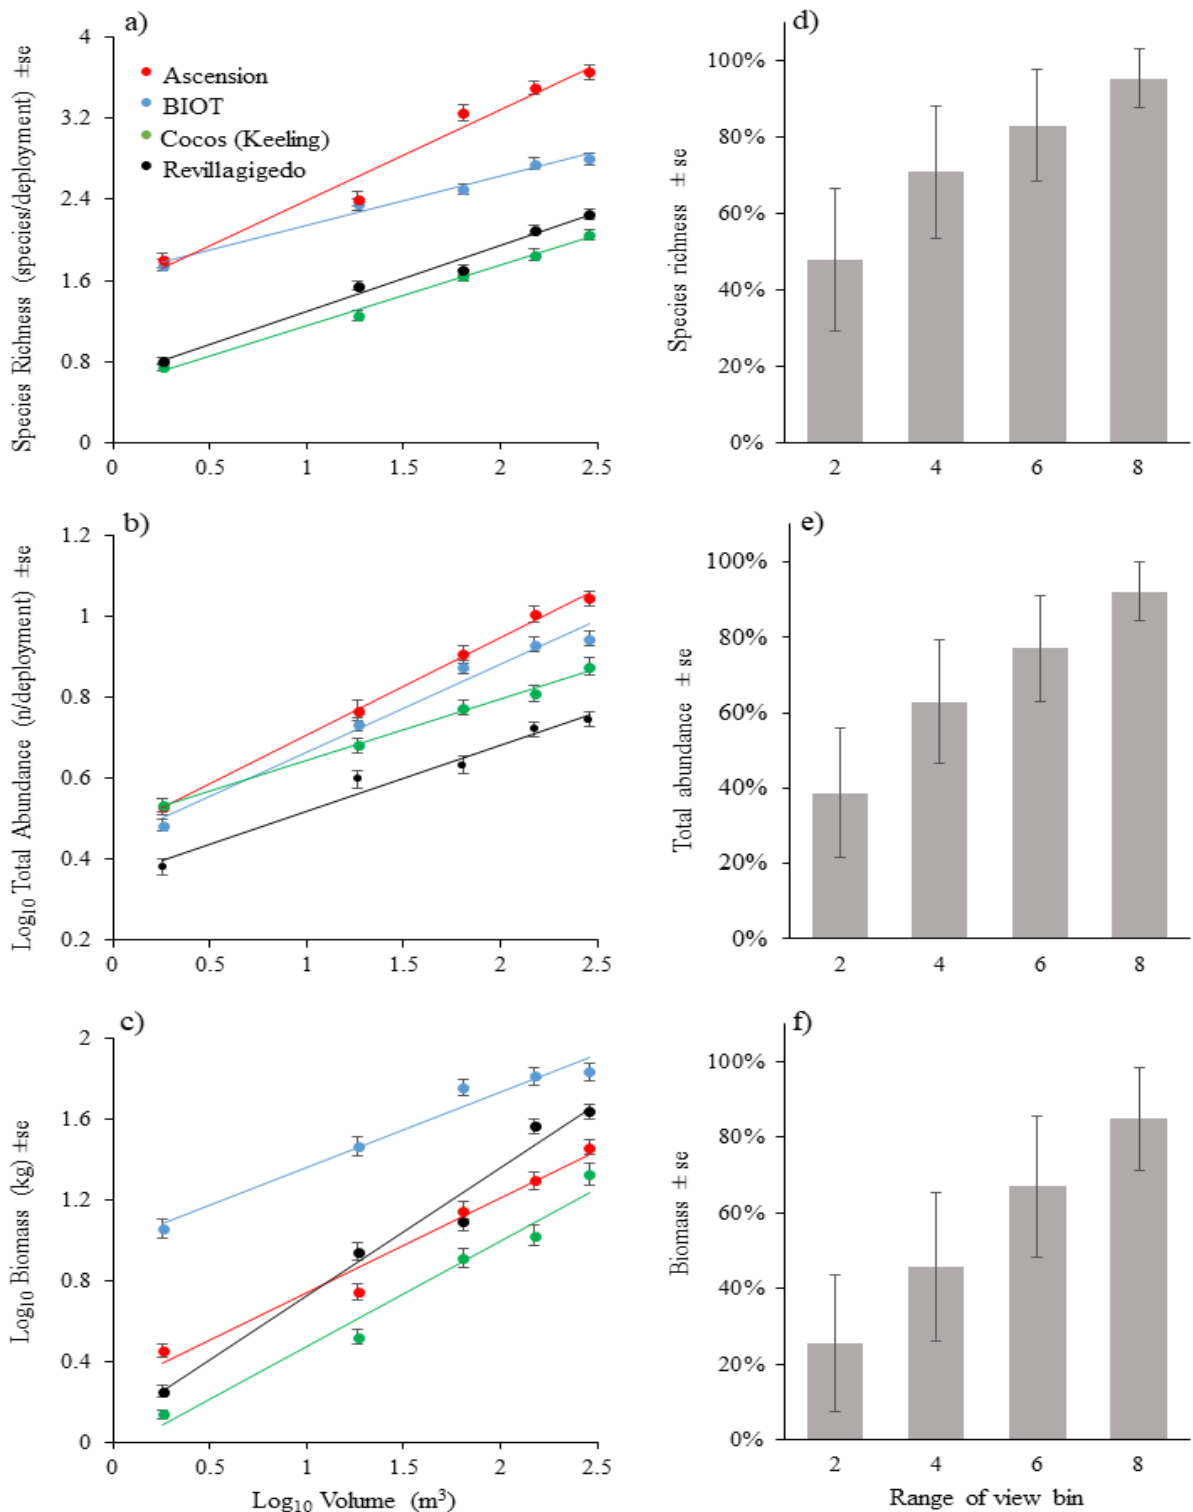 a)
Species Richness (species/deployment) ±se
4
3.2
2.4
1.6
0.8
0
Ascension
BIOT
Cocos (Keeling)
Revillagigedo
0 0.5 1 1.5 2 2.5
d)
Species richness ± se
100%
80%
60%
40%
20%
0%
2 4 6 8
b)
Log10 Total Abundance (n/deployment) ±se
1.2
1
0.8
0.6
0.4
0.2
0 0.5 1 1.5 2 2.5
e)
Total abundance ± se
100%
80%
60%
40%
20%
0%
2 4 6 8
c)
Log10 Biomass (kg) ±se
2
1.6
1.2
0.8
0.4
0
0 0.5 1 1.5 2 2.5
Log10 Volume (m³)
f)
Biomass ± se
100%
80%
60%
40%
20%
0%
2 4 6 8
Range of view bin